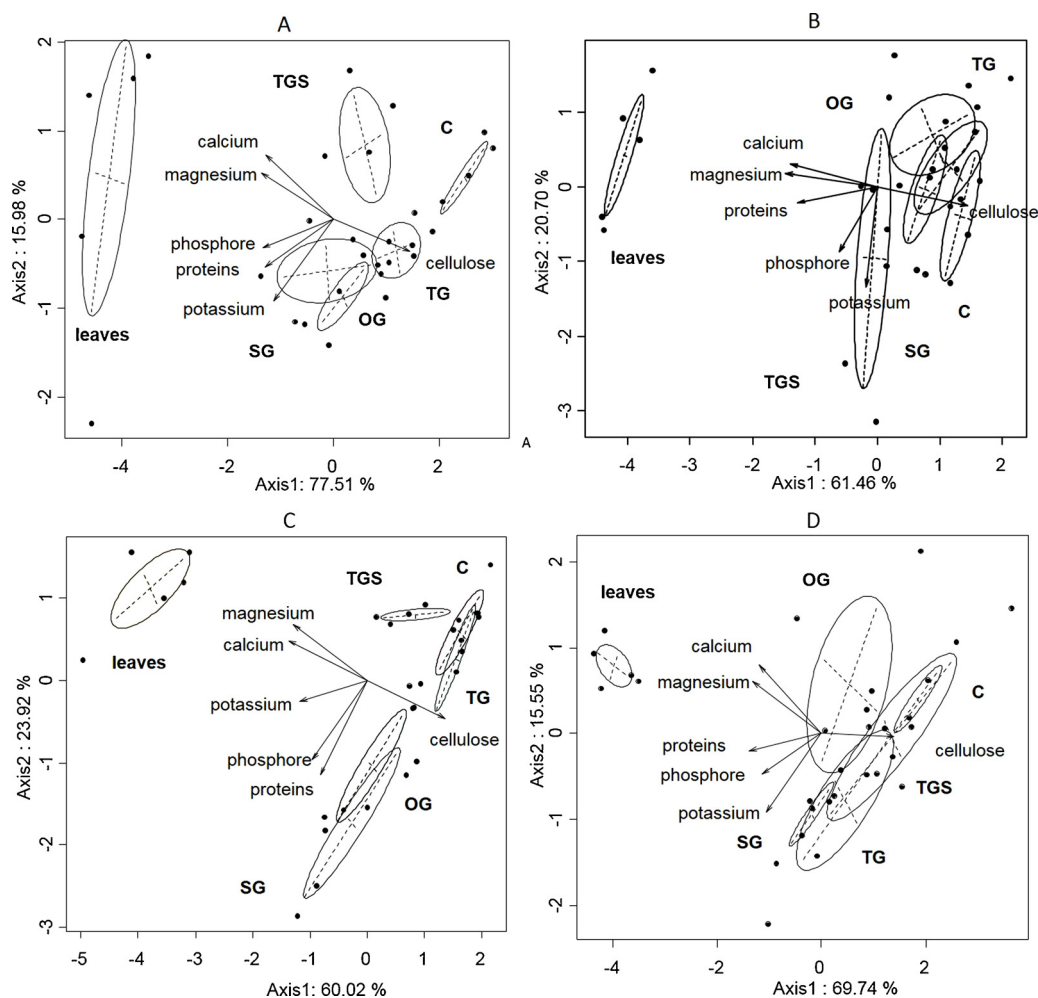 A
Axis2 : 15.98 %
2
1
0
-1
-2
TGS
C
calcium
magnesium
phosphore
proteins
potassium
cellulose
TG
OG
SG
leaves
-4
-2
0
2
Axis1: 77.51 %
A
B
Axis2 : 20.70 %
1
0
-1
-2
-3
TG
OG
calcium
magnesium
proteins
cellulose
phosphore
leaves
potassium
C
SG
TGS
-4
-3
-2
-1
0
1
2
Axis1 : 61.46 %
C
Axis2 : 23.92 %
1
0
-1
-2
-3
C
TGS
magnesium
leaves
calcium
potassium
TG
cellulose
phosphore
proteins
OG
SG
-5
-4
-3
-2
-1
0
1
2
Axis1: 60.02 %
D
Axis2 : 15.55 %
2
1
0
-1
-2
OG
leaves
calcium
magnesium
C
proteins
cellulose
phosphore
TGS
potassium
SG
TG
-4
-2
0
2
Axis1 : 69.74 %